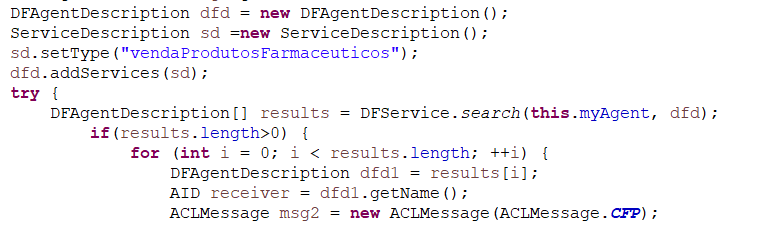 DFAgentDescription dfd = new DFAgentDescription();
ServiceDescription sd =new ServiceDescription();
sd.setType("vendaProdutosFarmaceuticos");
dfd.addServices(sd);
try {
DFAgentDescription[] results = DFService.search(this.myAgent, dfd);
if(results.length>0) {
for (int i = 0; i < results.length; ++i) {
DFAgentDescription dfd1 = results[i];
AID receiver = dfd1.getName();
ACLMessage msg2 = new ACLMessage(ACLMessage.CFP);